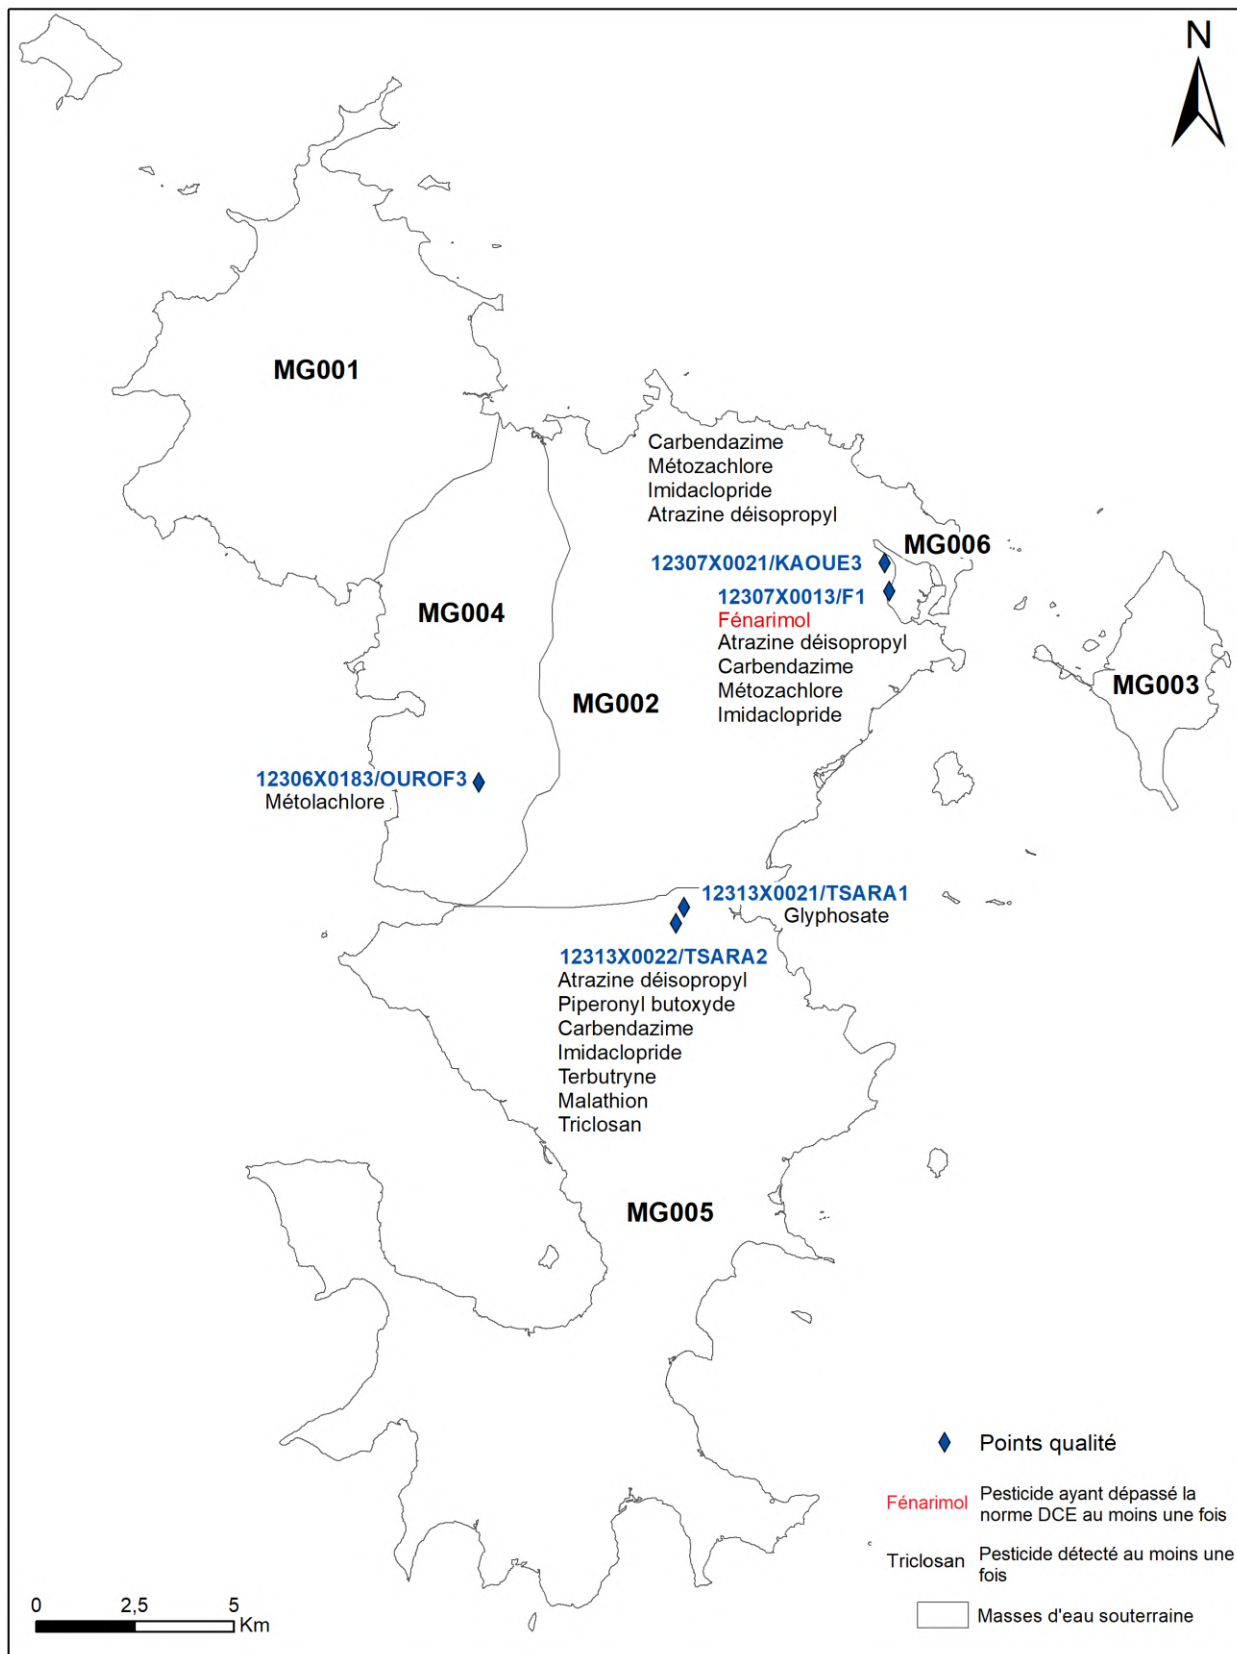 N
MG001
Carbendazime
Métozachlore
Imidaclopride
Atrazine déisopropyl
MG006
12307X0021/KAOUE3
12307X0013/F1
Fénarimol
Atrazine déisopropyl
Carbendazime
Métozachlore
Imidaclopride
MG004
MG003
MG002
12306X0183/OUROF3
Métolachlore
12313X0021/TSARA1
Glyphosate
12313X0022/TSARA2
Atrazine déisopropyl
Piperonyl butoxyde
Carbendazime
Imidaclopride
Terbutryne
Malathion
Triclosan
MG005
Points qualité
Fénarimol
Pesticide ayant dépassé la
norme DCE au moins une fois
Triclosan
Pesticide détecté au moins une
fois
Masses d'eau souterraine
0 2,5 5
Km